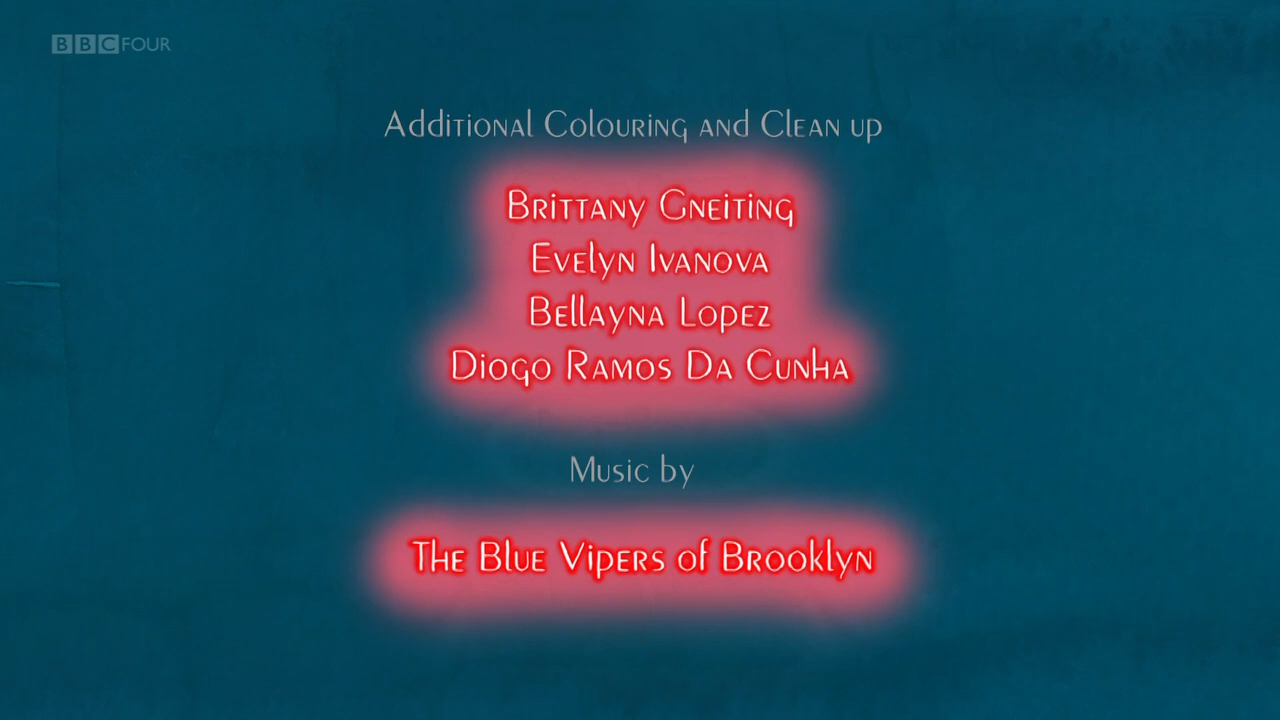 BBC FOUR
Additional Colouring and Clean up
Brittany Gneiting
Evelyn Ivanova
Bellayna Lopez
Diogo Ramos Da Cunha
Music by
The Blue Vipers of Brooklyn